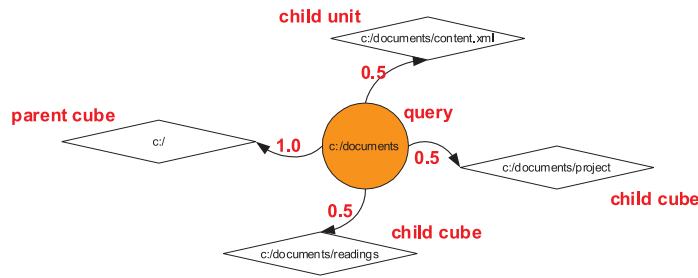 child unit
c:/documents/content.xml
0.5
query
parent cube
c:/
1.0
c:/documents
0.5
c:/documents/project
child cube
0.5
child cube
c:/documents/readings